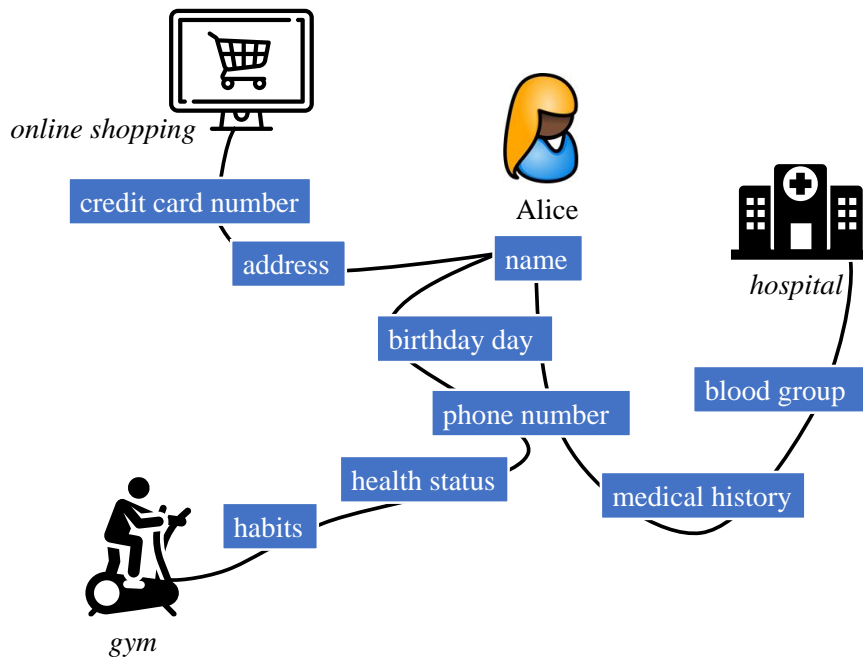 online shopping
credit card number
Alice
address
name
hospital
birthday day
blood group
phone number
health status
medical history
habits
gym